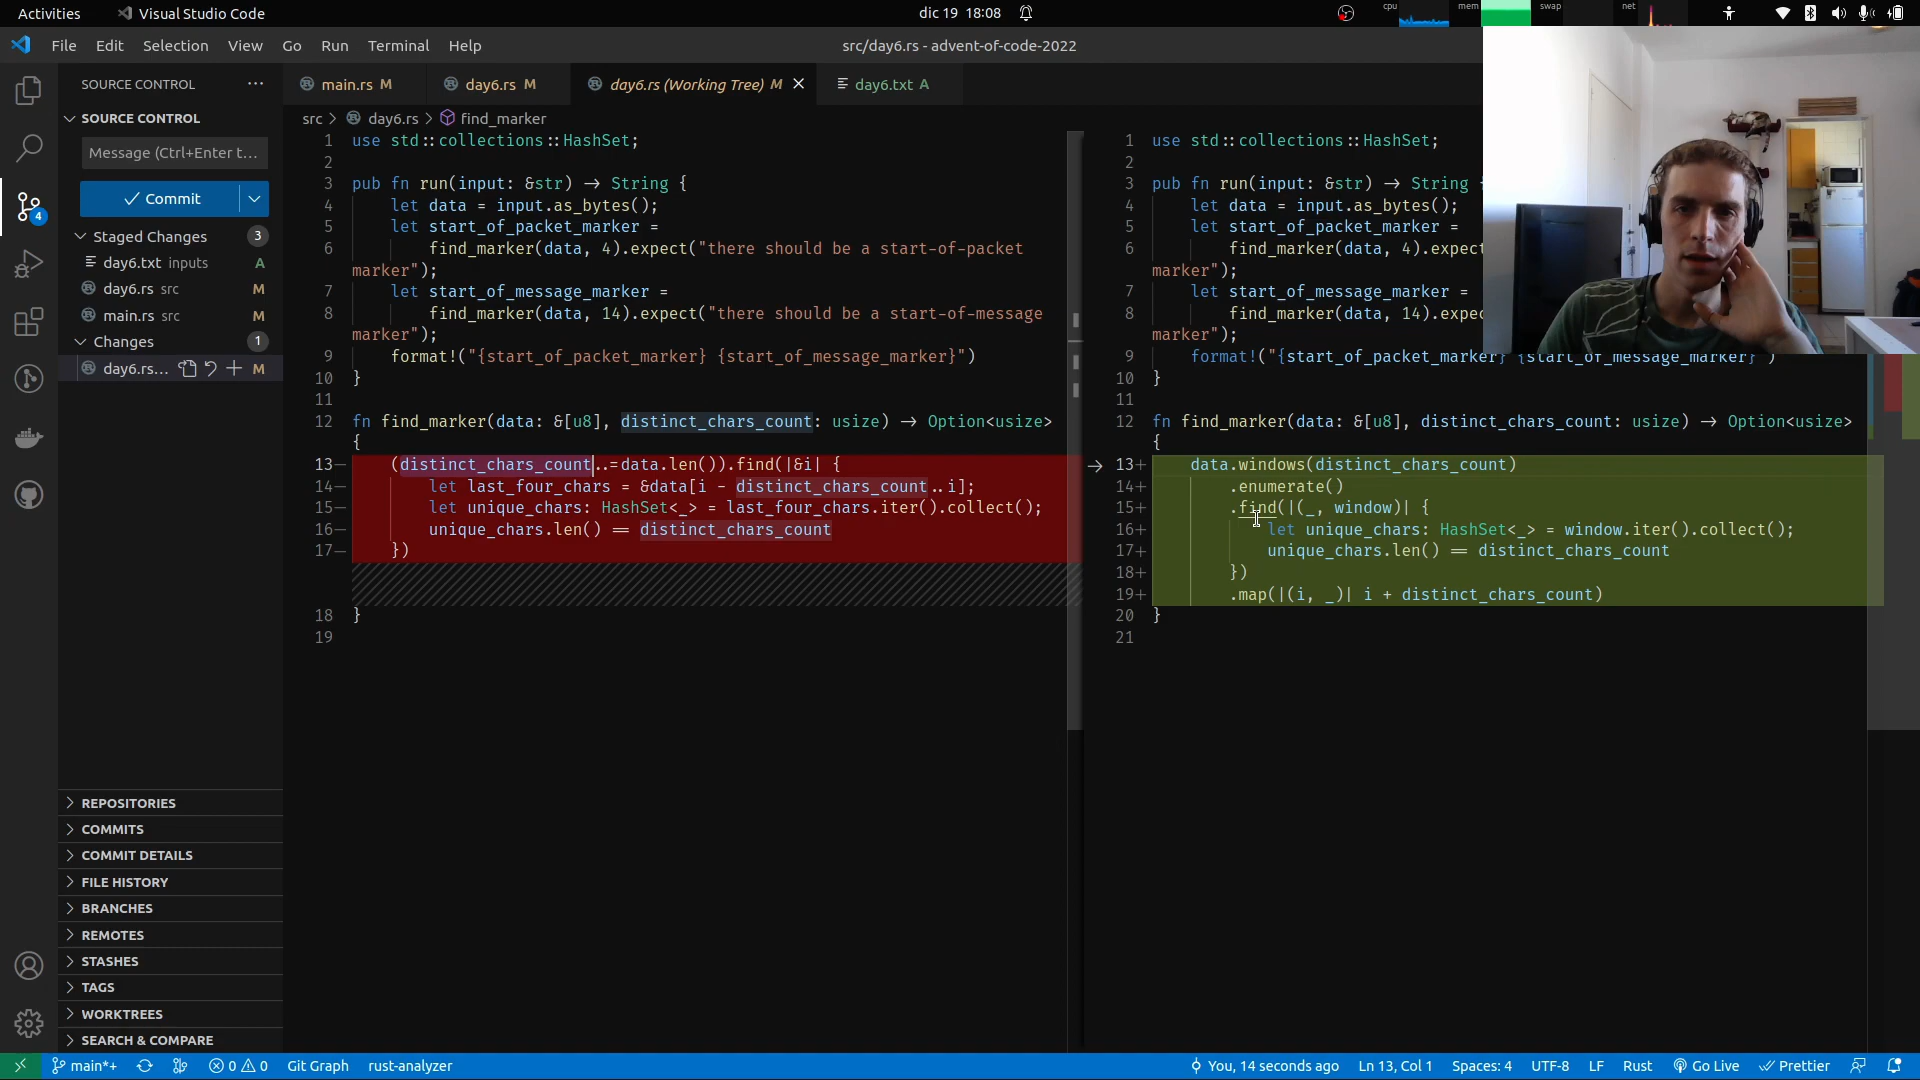 Activities
Visual Studio Code
dic 19 18:08
cpu
mem
swap
net
File Edit Selection View Go Run Terminal Help
src/day6.rs - advent-of-code-2022
SOURCE CONTROL
main.rs M
day6.rs M
day6.rs (Working Tree) M
day6.txt A
SOURCE CONTROL
Message (Ctrl+Enter t...
Commit
Staged Changes 3
day6.txt inputs A
day6.rs src M
main.rs src M
Changes 1
day6.rs... M
4
REPOSITORIES
COMMITS
COMMIT DETAILS
FILE HISTORY
BRANCHES
REMOTES
STASHES
TAGS
WORKTREES
SEARCH & COMPARE
src > day6.rs > find_marker
1 use std::collections::HashSet;
2
3 pub fn run(input: &str) → String {
4 let data = input.as_bytes();
5 let start_of_packet_marker =
6 find_marker(data, 4).expect("there should be a start-of-packet
marker");
7 let start_of_message_marker =
8 find_marker(data, 14).expect("there should be a start-of-message
marker");
9 format!("{start_of_packet_marker} {start_of_message_marker}")
10 }
11
12 fn find_marker(data: &[u8], distinct_chars_count: usize) → Option<usize>
{
13— (distinct_chars_count..=data.len()).find(|&i| {
14— let last_four_chars = &data[i - distinct_chars_count..i];
15— let unique_chars: HashSet<_> = last_four_chars.iter().collect();
16— unique_chars.len() == distinct_chars_count
17— })
18 }
19
1 use std::collections::HashSet;
2
3 pub fn run(input: &str) → String {
4 let data = input.as_bytes();
5 let start_of_packet_marker =
6 find_marker(data, 4).expect
marker");
7 let start_of_message_marker =
8 find_marker(data, 14).expec
marker");
9 format!("{start_of_packet_marker} {start_of_message_marker}")
10 }
11
12 fn find_marker(data: &[u8], distinct_chars_count: usize) → Option<usize>
{
13+ data.windows(distinct_chars_count)
14+ .enumerate()
15+ .find(|(_, window)| {
16+ let unique_chars: HashSet<_> = window.iter().collect();
17+ unique_chars.len() == distinct_chars_count
18+ })
19+ .map(|(i, _)| i + distinct_chars_count)
20 }
21
main*+
0 0
Git Graph
rust-analyzer
You, 14 seconds ago
Ln 13, Col 1
Spaces: 4
UTF-8
LF
Rust
Go Live
Prettier